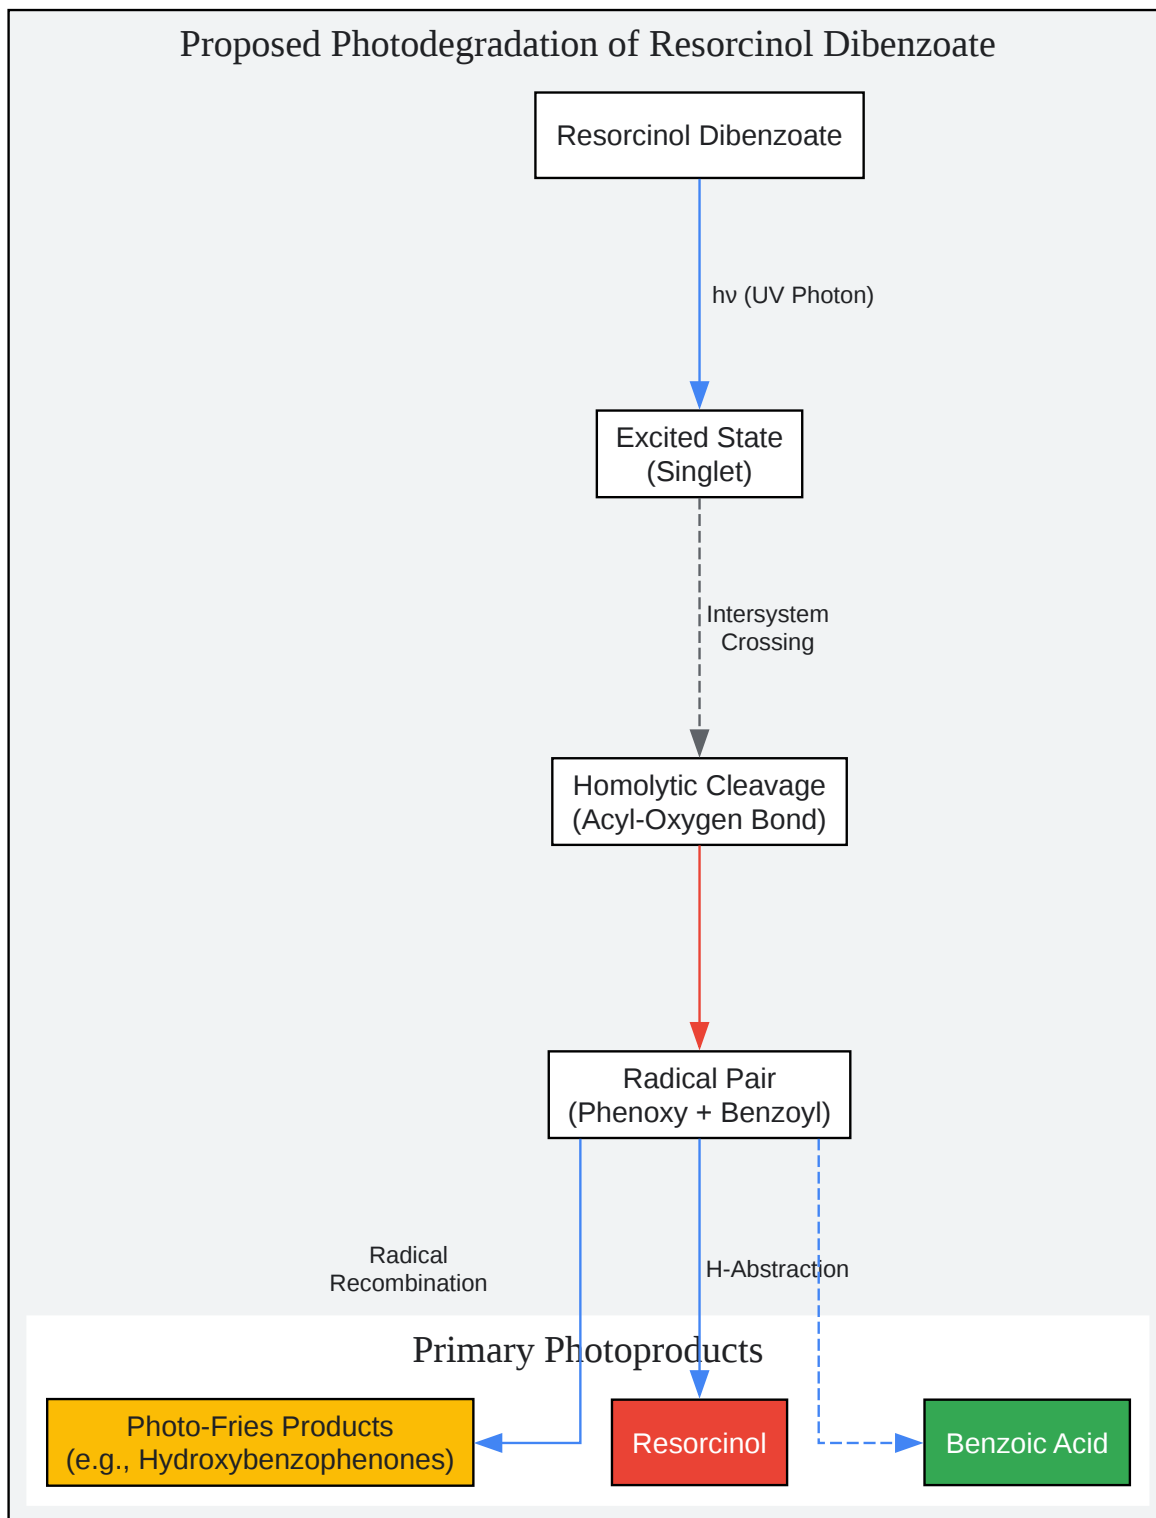 Proposed Photodegradation of Resorcinol Dibenzoate
Resorcinol Dibenzoate
hν (UV Photon)
Excited State
(Singlet)
Intersystem
Crossing
Homolytic Cleavage
(Acyl-Oxygen Bond)
Radical Pair
(Phenoxy + Benzoyl)
Radical
Recombination
H-Abstraction
Primary Photoproducts
Photo-Fries Products
(e.g., Hydroxybenzophenones)
Resorcinol
Benzoic Acid